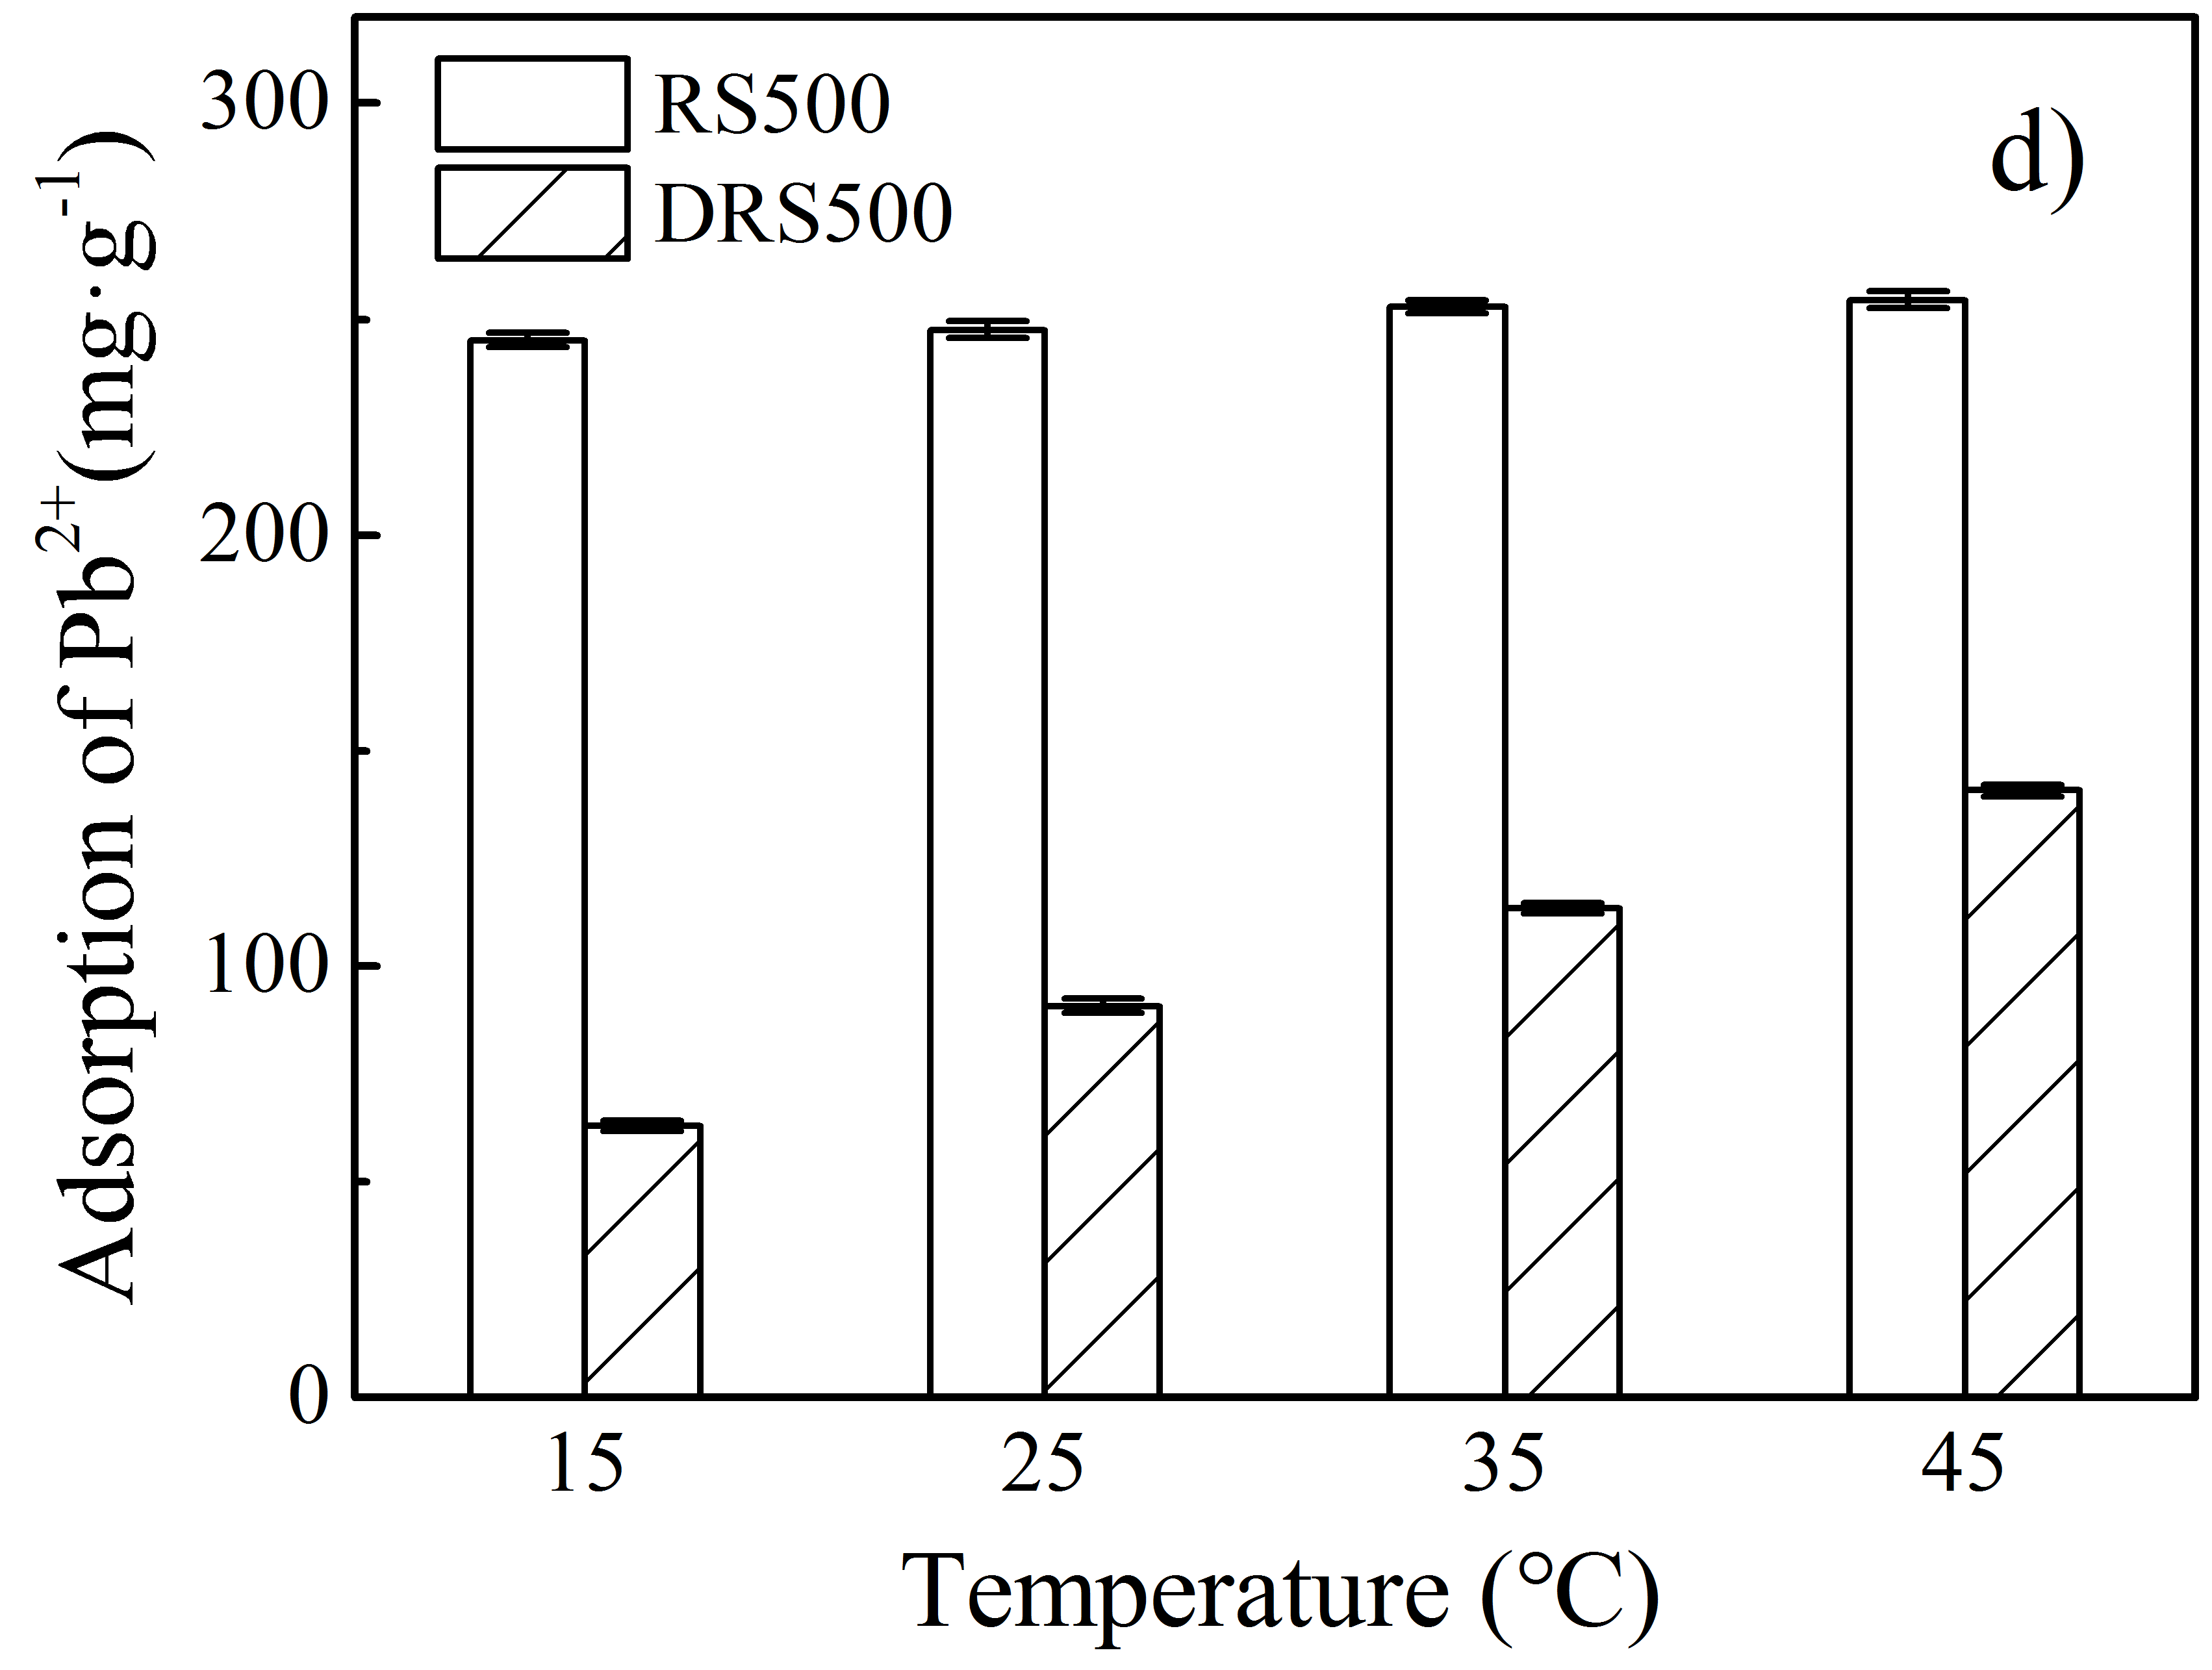 Adsorption of Pb²⁺(mg·g⁻¹)
300
200
100
0
RS500
DRS500
d)
15 25 35 45
Temperature (°C)